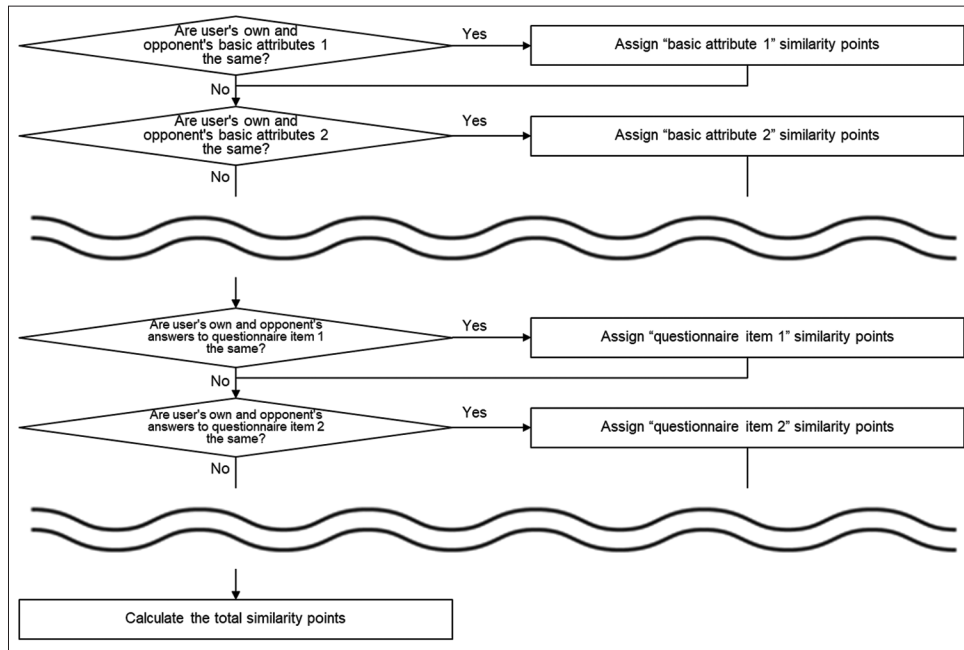 Are user's own and
opponent's basic attributes 1
the same?
Yes
Assign “basic attribute 1” similarity points
No
Are user's own and
opponent's basic attributes 2
the same?
Yes
Assign “basic attribute 2” similarity points
No
Are user's own and opponent's
answers to questionnaire item 1
the same?
Yes
Assign “questionnaire item 1” similarity points
No
Are user's own and opponent's
answers to questionnaire item 2
the same?
Yes
Assign “questionnaire item 2” similarity points
No
Calculate the total similarity points